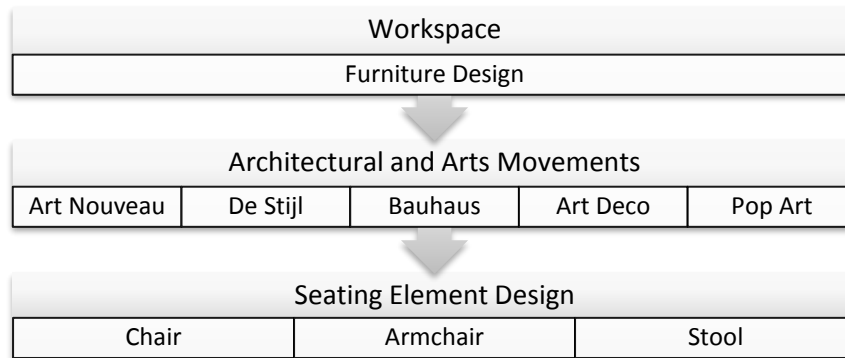 Workspace
Furniture Design
Architectural and Arts Movements
Art Nouveau De Stijl Bauhaus Art Deco Pop Art
Seating Element Design
Chair Armchair Stool